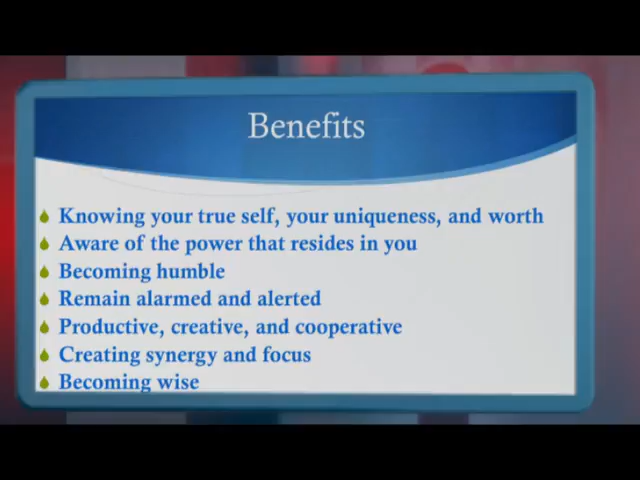 Benefits
Knowing your true self, your uniqueness, and worth
Aware of the power that resides in you
Becoming humble
Remain alarmed and alerted
Productive, creative, and cooperative
Creating synergy and focus
Becoming wise